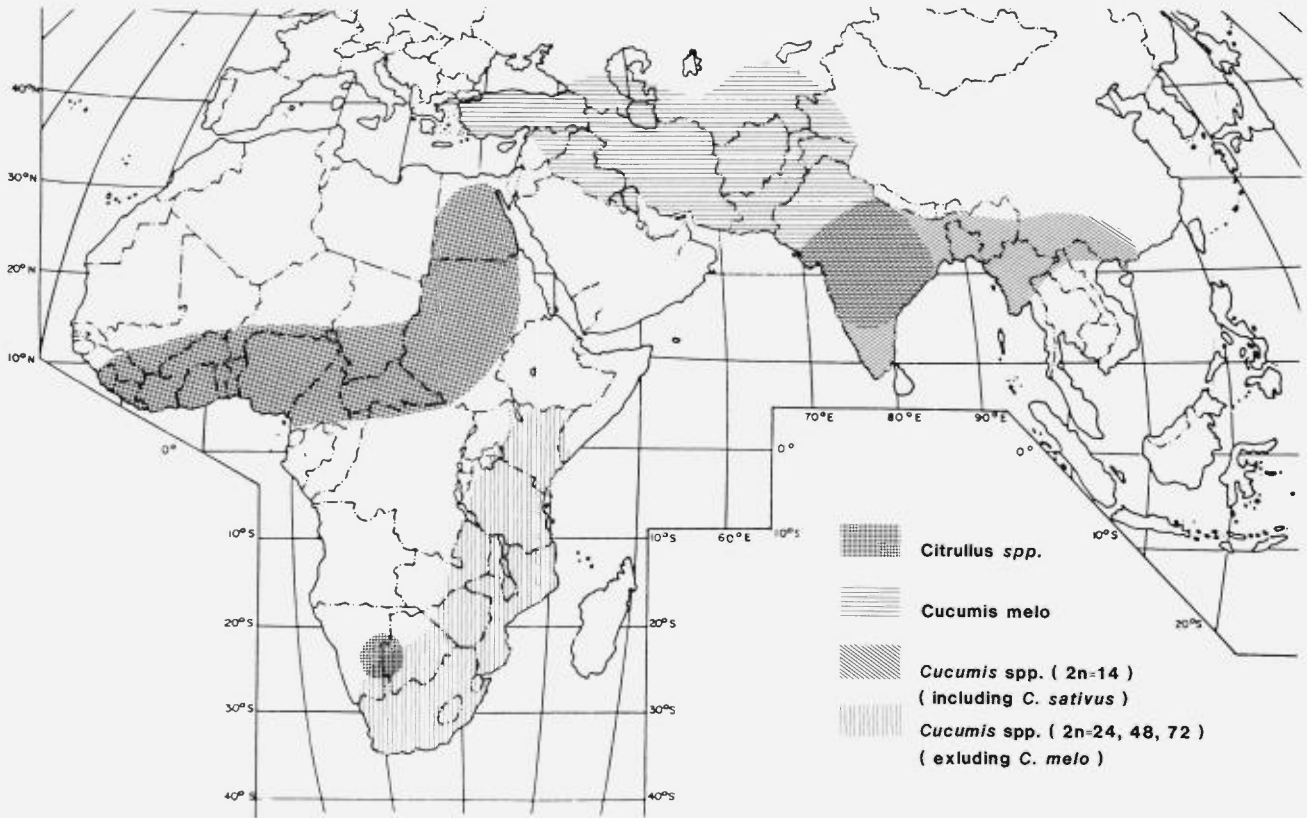 40°N
30°N
20°N
10°N
0°
10°S
20°S
30°S
40°S
10°S
20°S
30°S
40°S
60°E
10°S
70°E
80°E
90°E
0°
0°
10°S
20°S
Citrullus spp.
Cucumis melo
Cucumis spp. ( 2n=14 )
( including C. sativus )
Cucumis spp. ( 2n=24, 48, 72 )
( exluding C. melo )